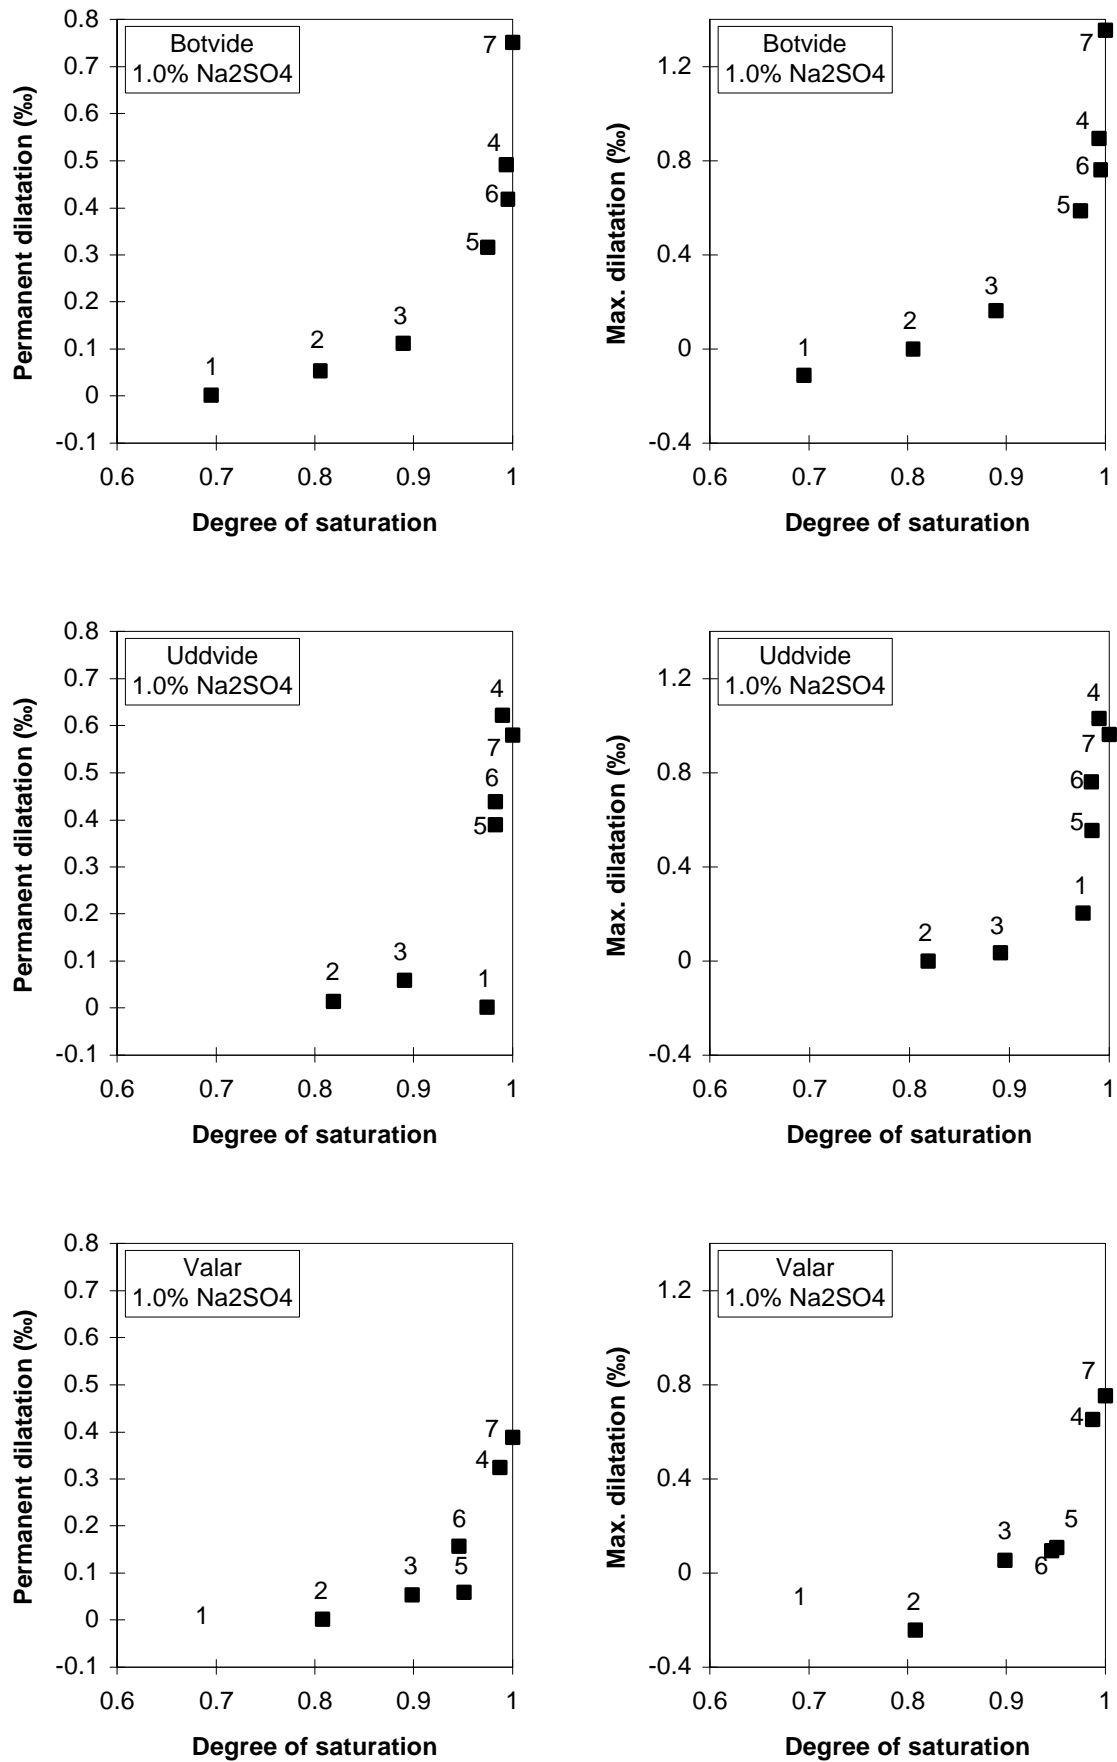 Botvide
1.0% Na2SO4
Permanent dilatation (‰)
0.8
0.7
0.6
0.5
0.4
0.3
0.2
0.1
0
-0.1
7
4
6
5
3
2
1
0.6 0.7 0.8 0.9 1
Degree of saturation
Botvide
1.0% Na2SO4
Max. dilatation (‰)
1.2
0.8
0.4
0
-0.4
7
4
6
5
3
2
1
0.6 0.7 0.8 0.9 1
Degree of saturation
Uddvide
1.0% Na2SO4
Permanent dilatation (‰)
0.8
0.7
0.6
0.5
0.4
0.3
0.2
0.1
0
-0.1
4
7
6
5
3
2
1
0.6 0.7 0.8 0.9 1
Degree of saturation
Uddvide
1.0% Na2SO4
Max. dilatation (‰)
1.2
0.8
0.4
0
-0.4
4
7
6
5
1
3
2
0.6 0.7 0.8 0.9 1
Degree of saturation
Valar
1.0% Na2SO4
Permanent dilatation (‰)
0.8
0.7
0.6
0.5
0.4
0.3
0.2
0.1
0
-0.1
7
4
6
3
5
2
1
0.6 0.7 0.8 0.9 1
Degree of saturation
Valar
1.0% Na2SO4
Max. dilatation (‰)
1.2
0.8
0.4
0
-0.4
7
4
5
3
6
1
2
0.6 0.7 0.8 0.9 1
Degree of saturation